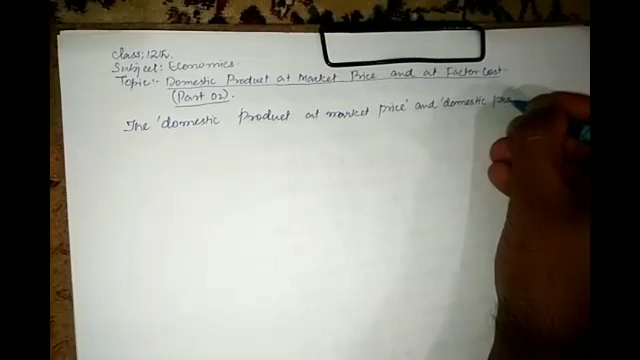 Class; 12th.
Subject: Economics.
Topic:- Domestic Product at Market Price and at Factor Cost
(Part 02).
The 'domestic Product at market price' and 'domestic pro